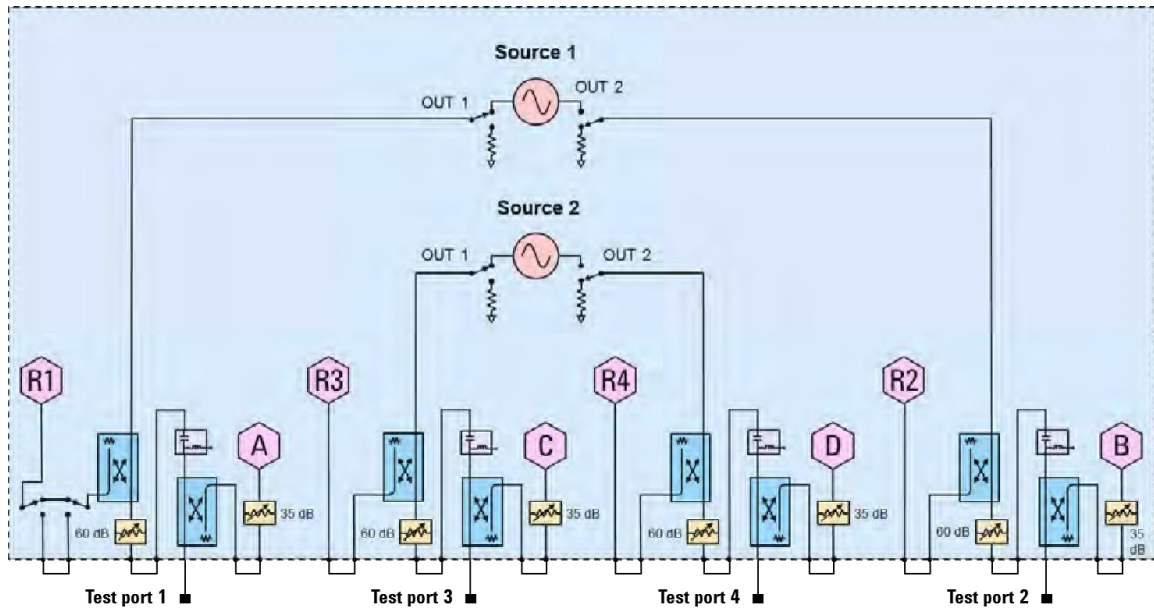 Source 1
OUT 1
OUT 2
Source 2
OUT 1
OUT 2
R1
R3
R4
R2
A
C
D
B
60 dB
35 dB
60 dB
35 dB
60 dB
35 dB
60 dB
35
dB
Test port 1
Test port 3
Test port 4
Test port 2